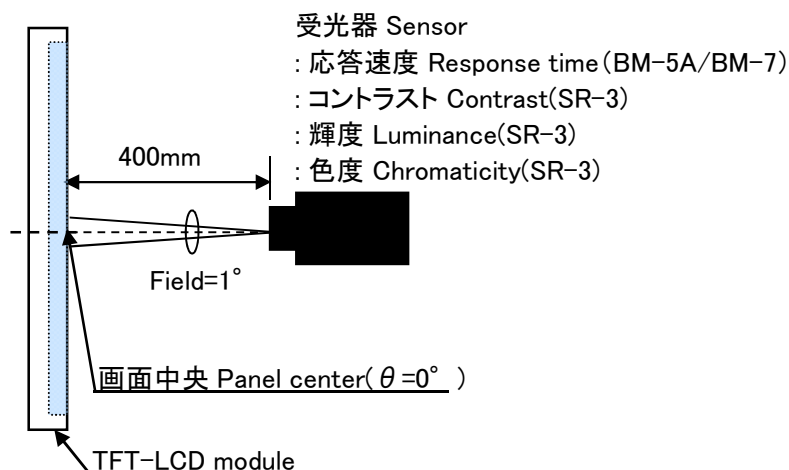 受光器 Sensor
: 応答速度 Response time(BM-5A/BM-7)
: コントラスト Contrast(SR-3)
: 輝度 Luminance(SR-3)
: 色度 Chromaticity(SR-3)
400mm
Field=1°
画面中央 Panel center(θ=0° )
TFT-LCD module